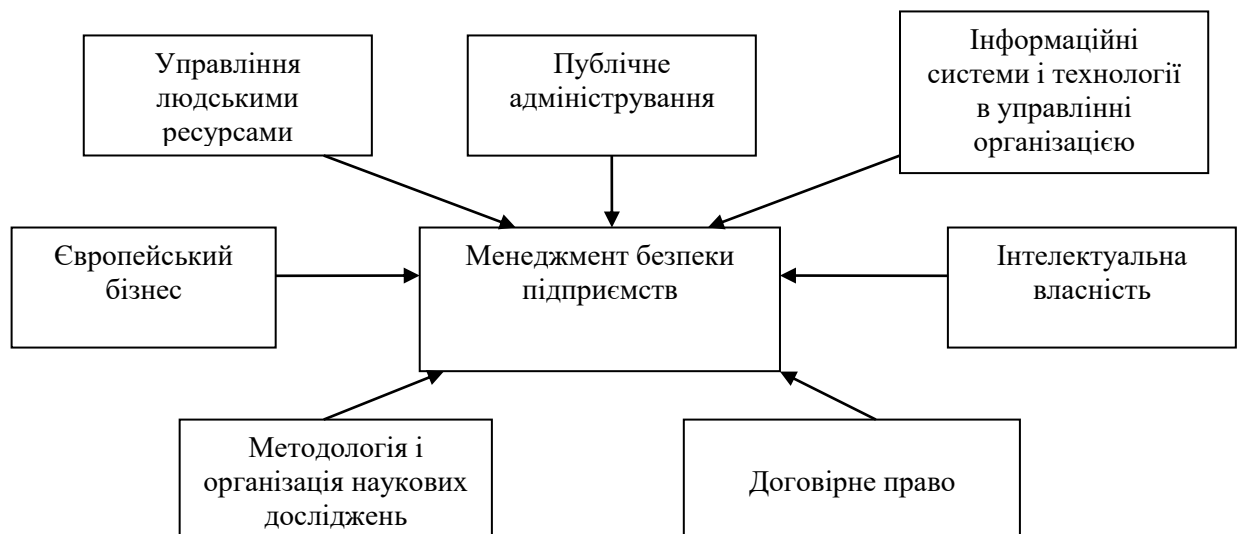 Управління
людськими
ресурсами
Публічне
адміністрування
Інформаційні
системи і технології
в управлінні
організацією
Європейський
бізнес
Менеджмент безпеки
підприємств
Інтелектуальна
власність
Методологія і
організація наукових
досліджень
Договірне право